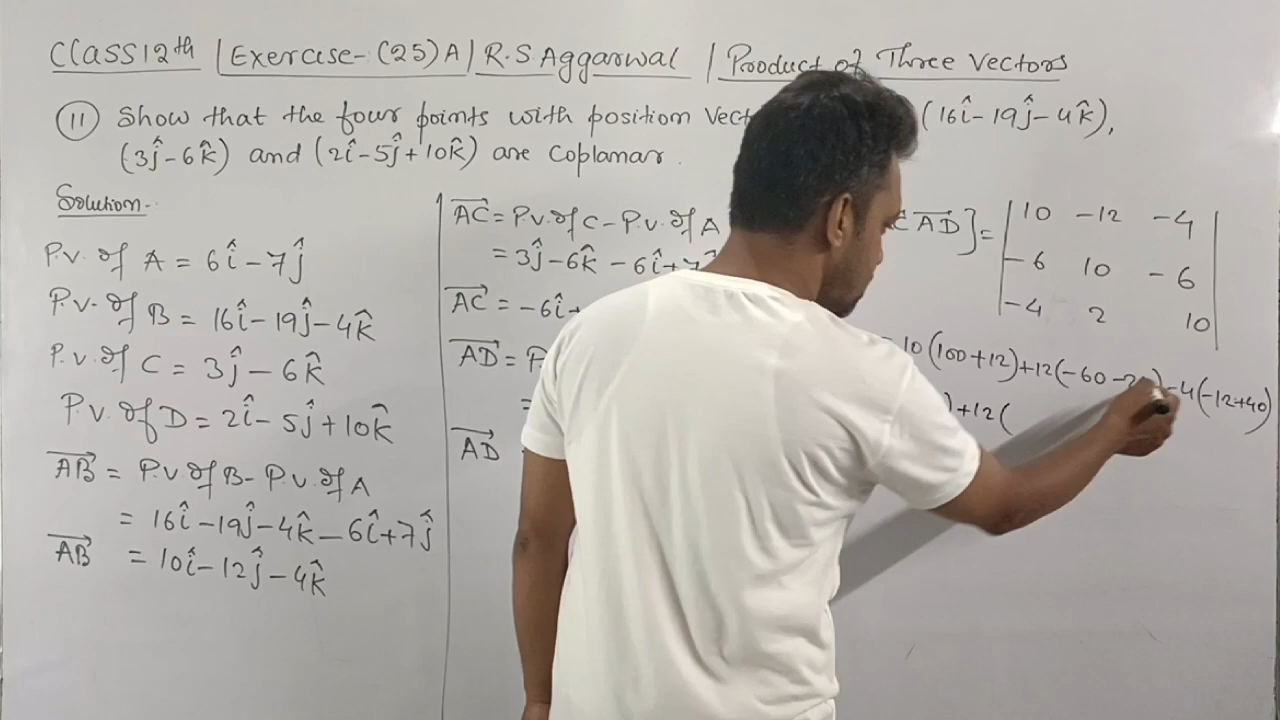 Class 12th | Exercise-(25)A | R.S. Aggarwal | Product of Three Vectors
(11) Show that the four points with position Vect (16î-19ĵ-4k̂),
(3ĵ-6k̂) and (2î-5ĵ+10k̂) are Coplanar.
Solution-
P.V. of A = 6î-7ĵ
P.V. of B = 16î-19ĵ-4k̂
P.V. of C = 3ĵ-6k̂
P.V. of D = 2î-5ĵ+10k̂
AB→ = P.V. of B - P.V. of A
= 16î-19ĵ-4k̂-6î+7ĵ
AB→ = 10î-12ĵ-4k̂
AC→ = P.V. of C - P.V. of A
= 3ĵ-6k̂-6î+7ĵ
AC→ = -6î+
AD→ = P
=
AD→
AD→] = | 10 -12 -4 |
| -6 10 -6 |
| -4 2 10 |
= 10(100+12)+12(-60-)-4(-12+40)
)+12(